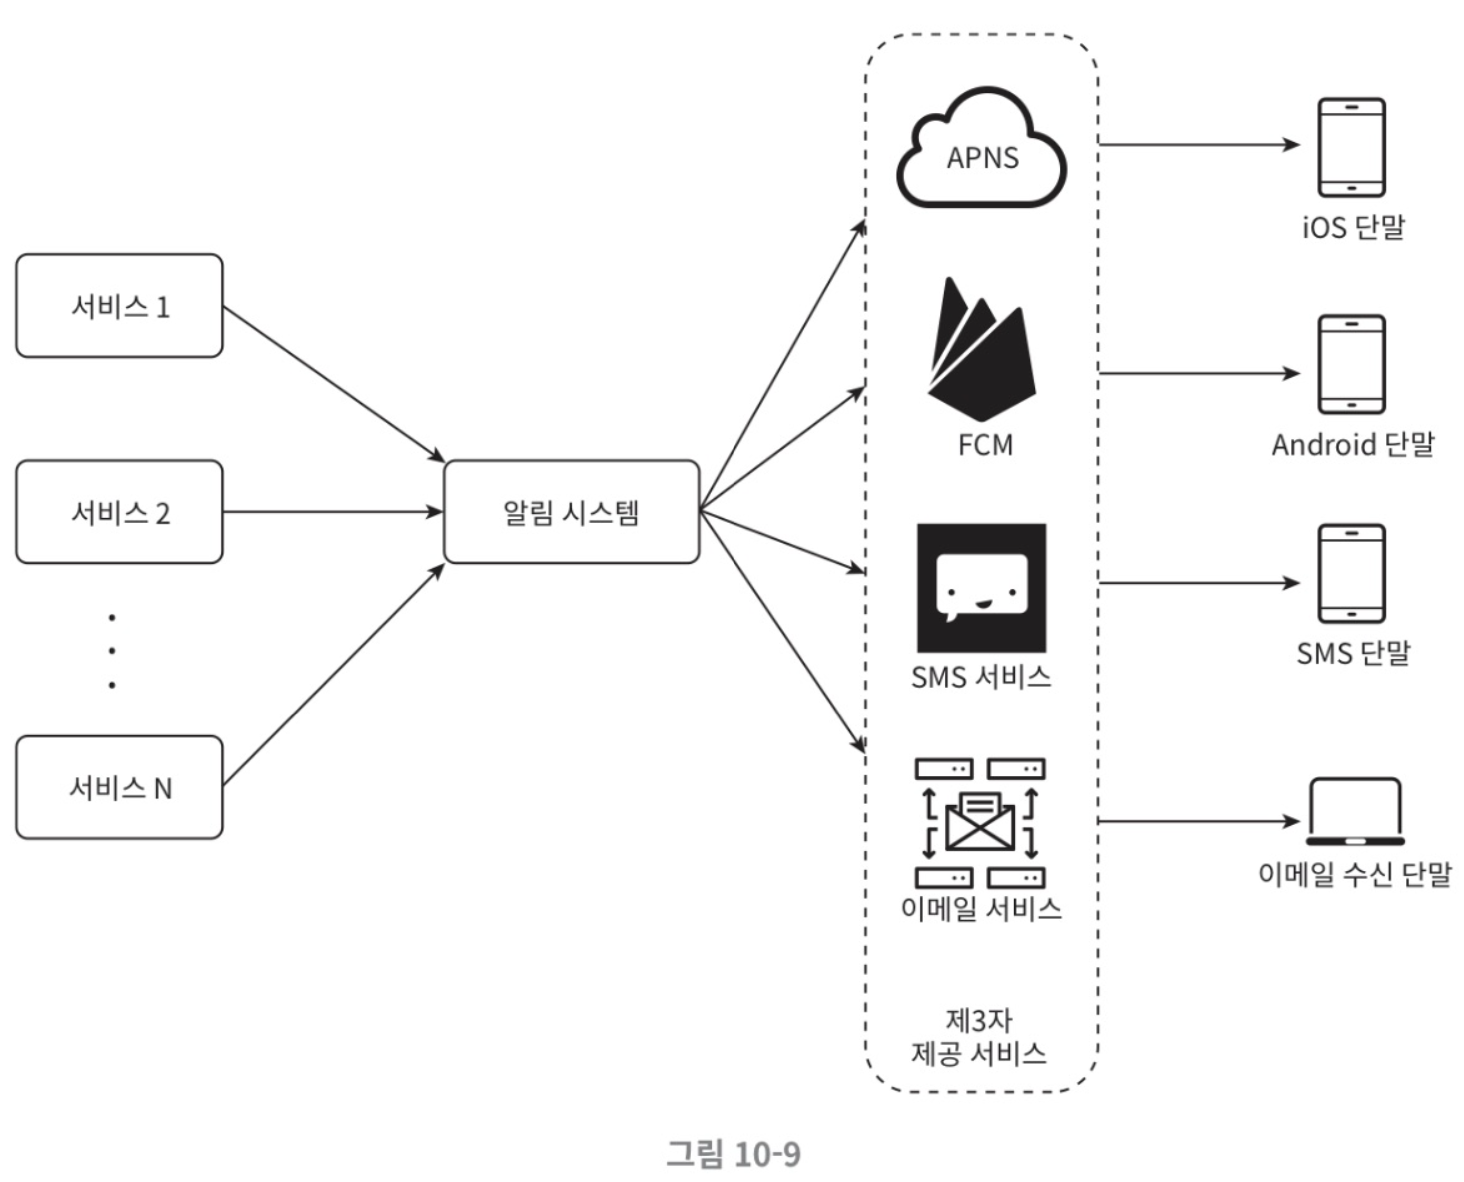 서비스 1
서비스 2
서비스 N
알림 시스템
APNS
FCM
SMS 서비스
이메일 서비스
제3자
제공 서비스
iOS 단말
Android 단말
SMS 단말
이메일 수신 단말
그림 10-9